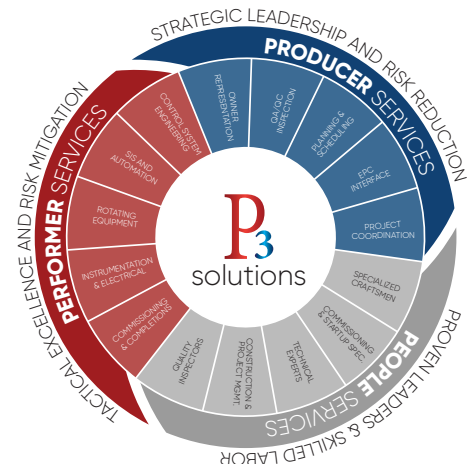 STRATEGIC LEADERSHIP AND RISK REDUCTION
PRODUCER SERVICES
OWNER
REPRESENTATION
QA/QC
INSPECTION
PLANNING &
SCHEDULING
EPC
INTERFACE
PROJECT
COORDINATION
PROVEN LEADERS & SKILLED LABOR
PEOPLE SERVICES
SPECIALIZED
CRAFTSMEN
COMMISSIONING
& STARTUP SPEC.
TECHNICAL
EXPERTS
CONSTRUCTION &
PROJECT MGMT.
QUALITY
INSPECTORS
TACTICAL EXCELLENCE AND RISK MITIGATION
PERFORMER SERVICES
COMMISSIONING
& COMPLETIONS
INSTRUMENTATION
& ELECTRICAL
ROTATING
EQUIPMENT
SIS AND
AUTOMATION
CONTROL SYSTEM
ENGINEERING
P3
solutions